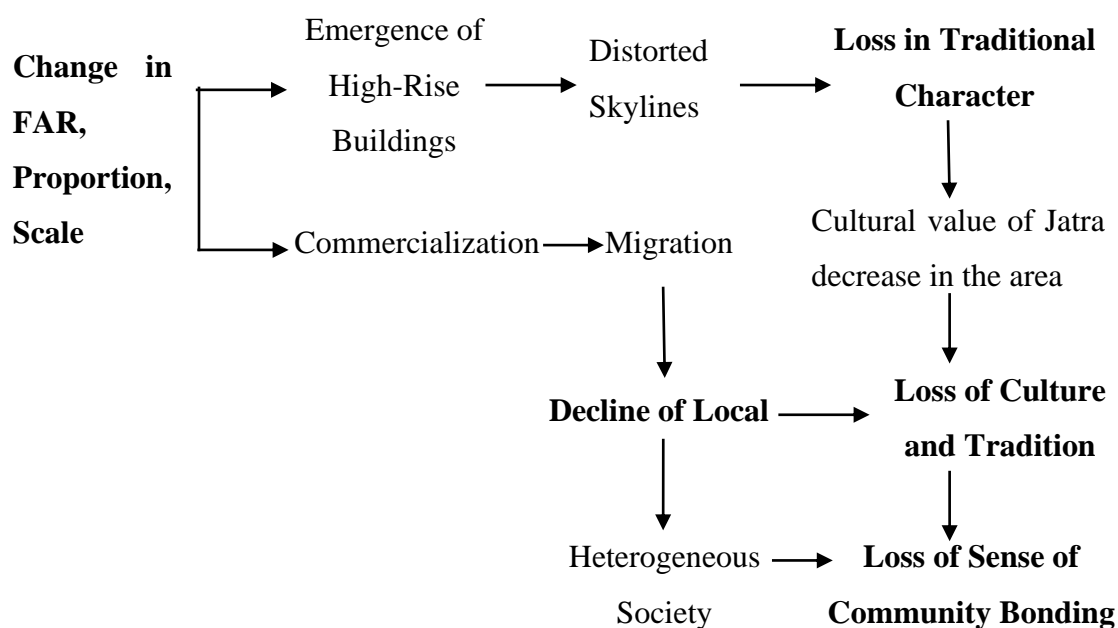 Change in
FAR,
Proportion,
Scale
Emergence of
High-Rise
Buildings
Distorted
Skylines
Loss in Traditional
Character
Commercialization
Migration
Cultural value of Jatra
decrease in the area
Decline of Local
Loss of Culture
and Tradition
Heterogeneous
Society
Loss of Sense of
Community Bonding